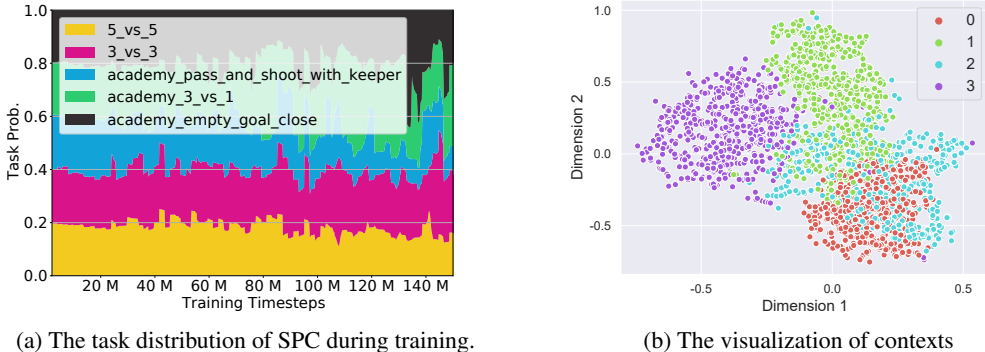 1.0
0.8
0.6
0.4
0.2
0.0
Task Prob.
5_vs_5
3_vs_3
academy_pass_and_shoot_with_keeper
academy_3_vs_1
academy_empty_goal_close
20 M 40 M 60 M 80 M 100 M 120 M 140 M
Training Timesteps
(a) The task distribution of SPC during training.
1.0
0.5
0.0
-0.5
Dimension 2
0
1
2
3
-0.5 0.0 0.5
Dimension 1
(b) The visualization of contexts